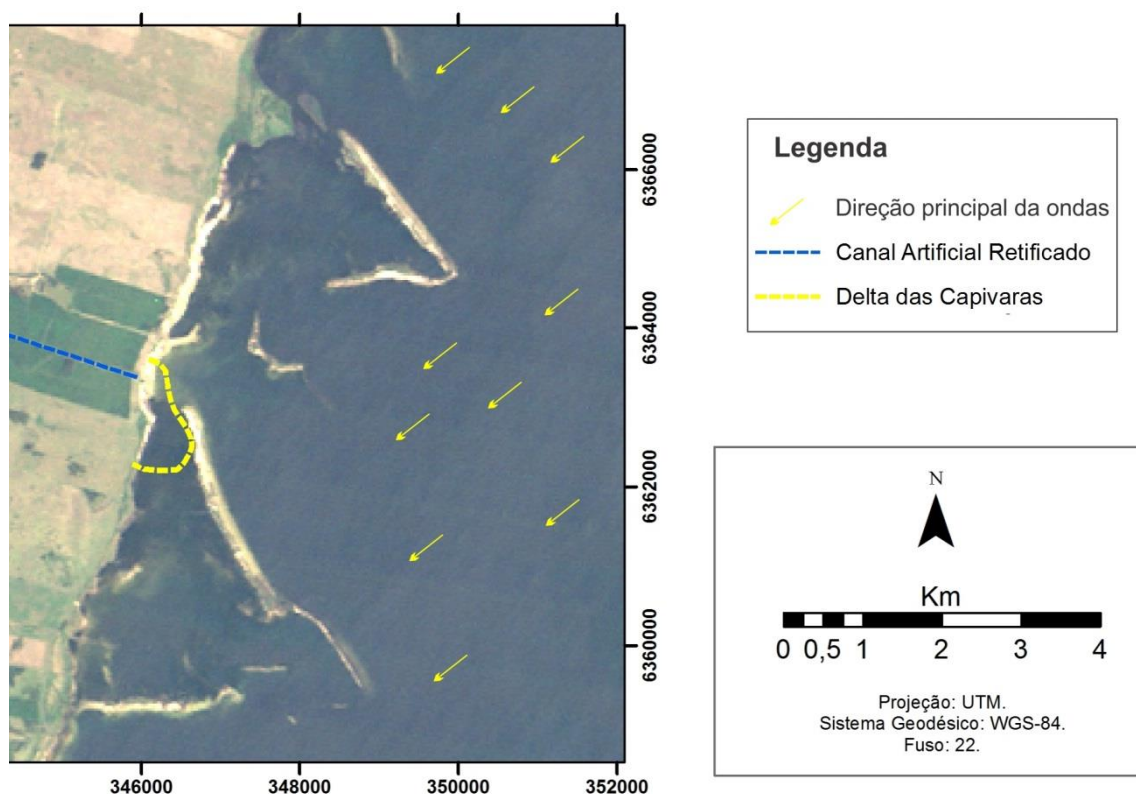 6366000
6364000
6362000
6360000
346000
348000
350000
352000
Legenda
Direção principal da ondas
Canal Artificial Retificado
Delta das Capivaras
N
Km
0 0,5 1 2 3 4
Projeção: UTM.
Sistema Geodésico: WGS-84.
Fuso: 22.